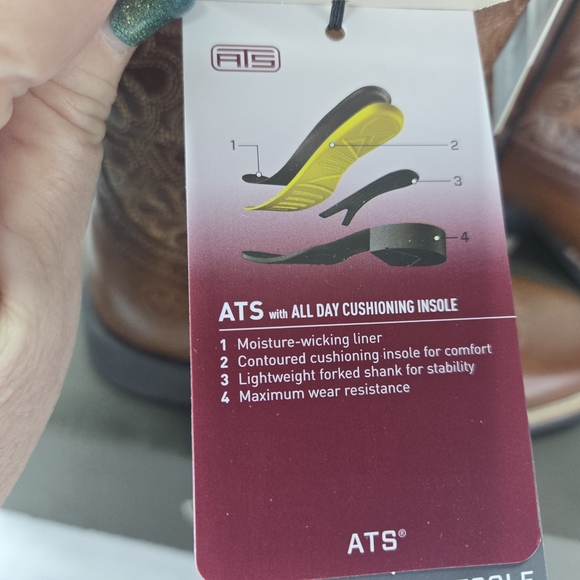 ATS
1
2
3
4
ATS with ALL DAY CUSHIONING INSOLE
1 Moisture-wicking liner
2 Contoured cushioning insole for comfort
3 Lightweight forked shank for stability
4 Maximum wear resistance
ATS®